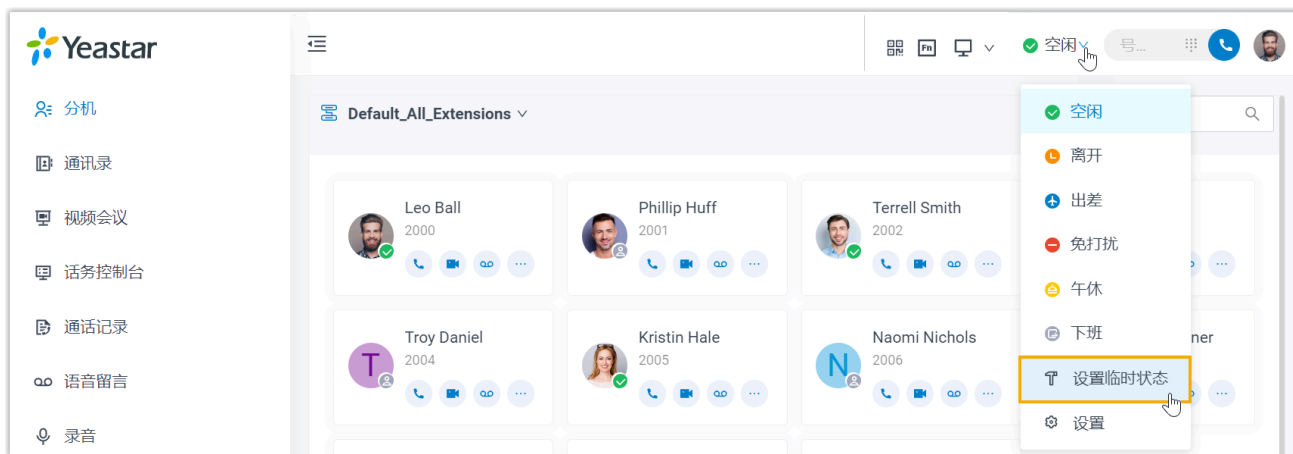 Yeastar
Fn
空闲
号...
分机
通讯录
视频会议
话务控制台
通话记录
语音留言
录音
Default_All_Extensions
Leo Ball
2000
Phillip Huff
2001
Terrell Smith
2002
Troy Daniel
2004
T
Kristin Hale
2005
Naomi Nichols
2006
N
ner
空闲
离开
出差
免打扰
午休
下班
设置临时状态
设置